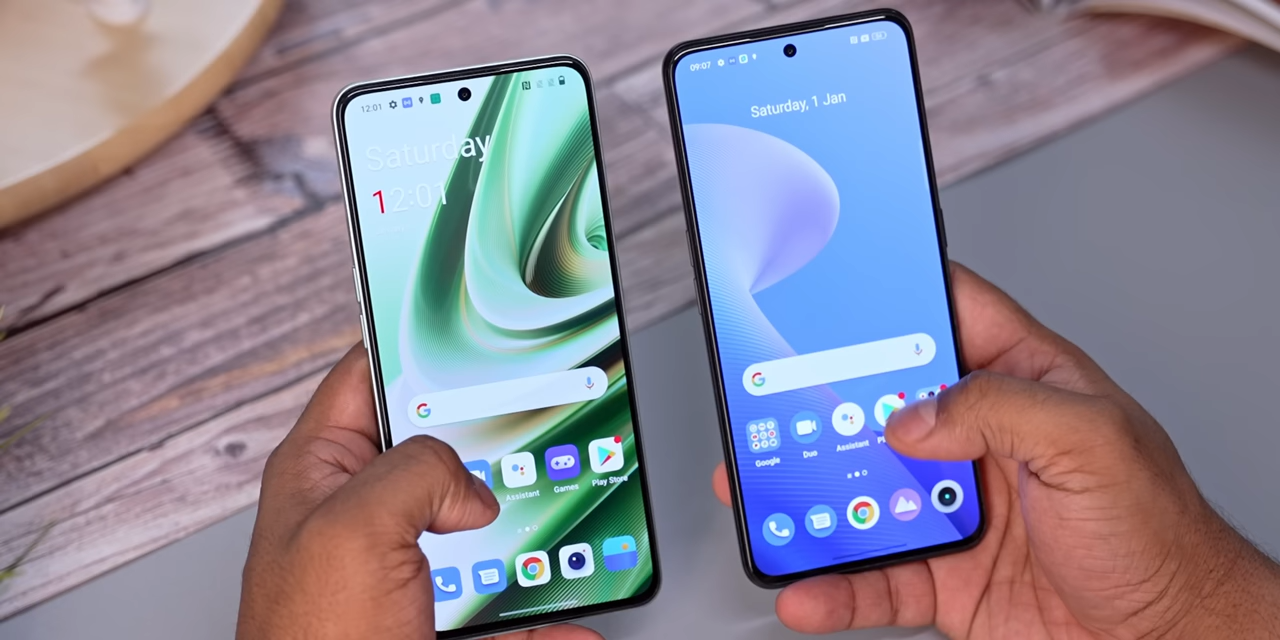 12:01
Saturday
12:01
Assistant
Games
Play Store
09:07
Saturday, 1 Jan
Google
Duo
Assistant